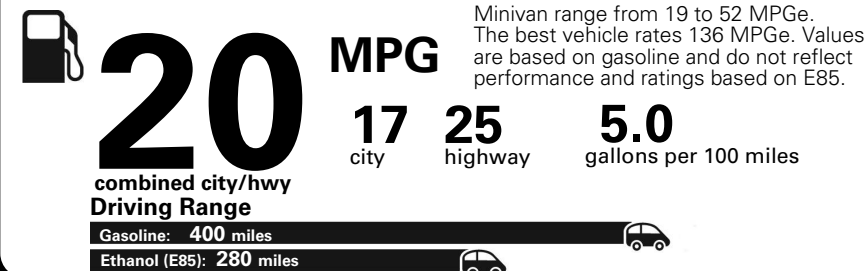 Minivan range from 19 to 52 MPGe.
The best vehicle rates 136 MPGe. Values
are based on gasoline and do not reflect
performance and ratings based on E85.
20 MPG
combined city/hwy
17 25 5.0
city highway gallons per 100 miles
Driving Range
Gasoline: 400 miles
Ethanol (E85): 280 miles